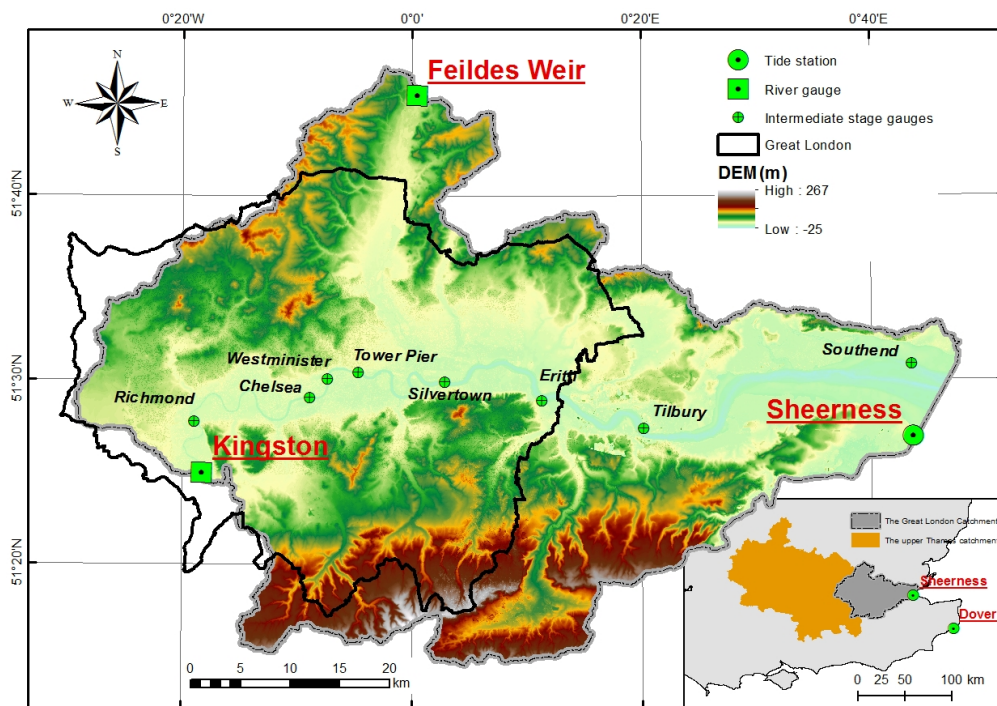 0°20'W
0°0'
0°20'E
0°40'E
N
W
E
S
Feildes Weir
Tide station
River gauge
Intermediate stage gauges
Great London
DEM (m)
High : 267
Low : -25
51°40'N
51°30'N
51°20'N
Westminister
Tower Pier
Chelsea
Richmond
Silvertown
Erith
Tilbury
Southend
Sheerness
Kingston
The Great London Catchment
The upper Thames catchment
Sheerness
Dover
0 5 10 20
km
0 25 50 100 km